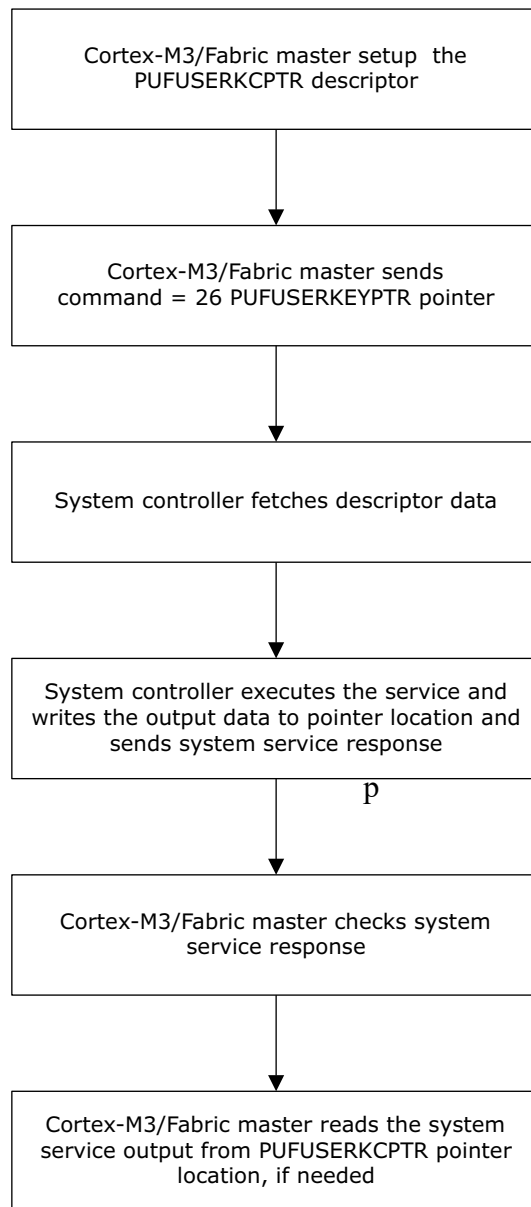 Cortex-M3/Fabric master setup the
PUFUSERKCPTR descriptor
Cortex-M3/Fabric master sends
command = 26 PUFUSERKEYPTR pointer
System controller fetches descriptor data
System controller executes the service and
writes the output data to pointer location and
sends system service response
p
Cortex-M3/Fabric master checks system
service response
Cortex-M3/Fabric master reads the system
service output from PUFUSERKCPTR pointer
location, if needed